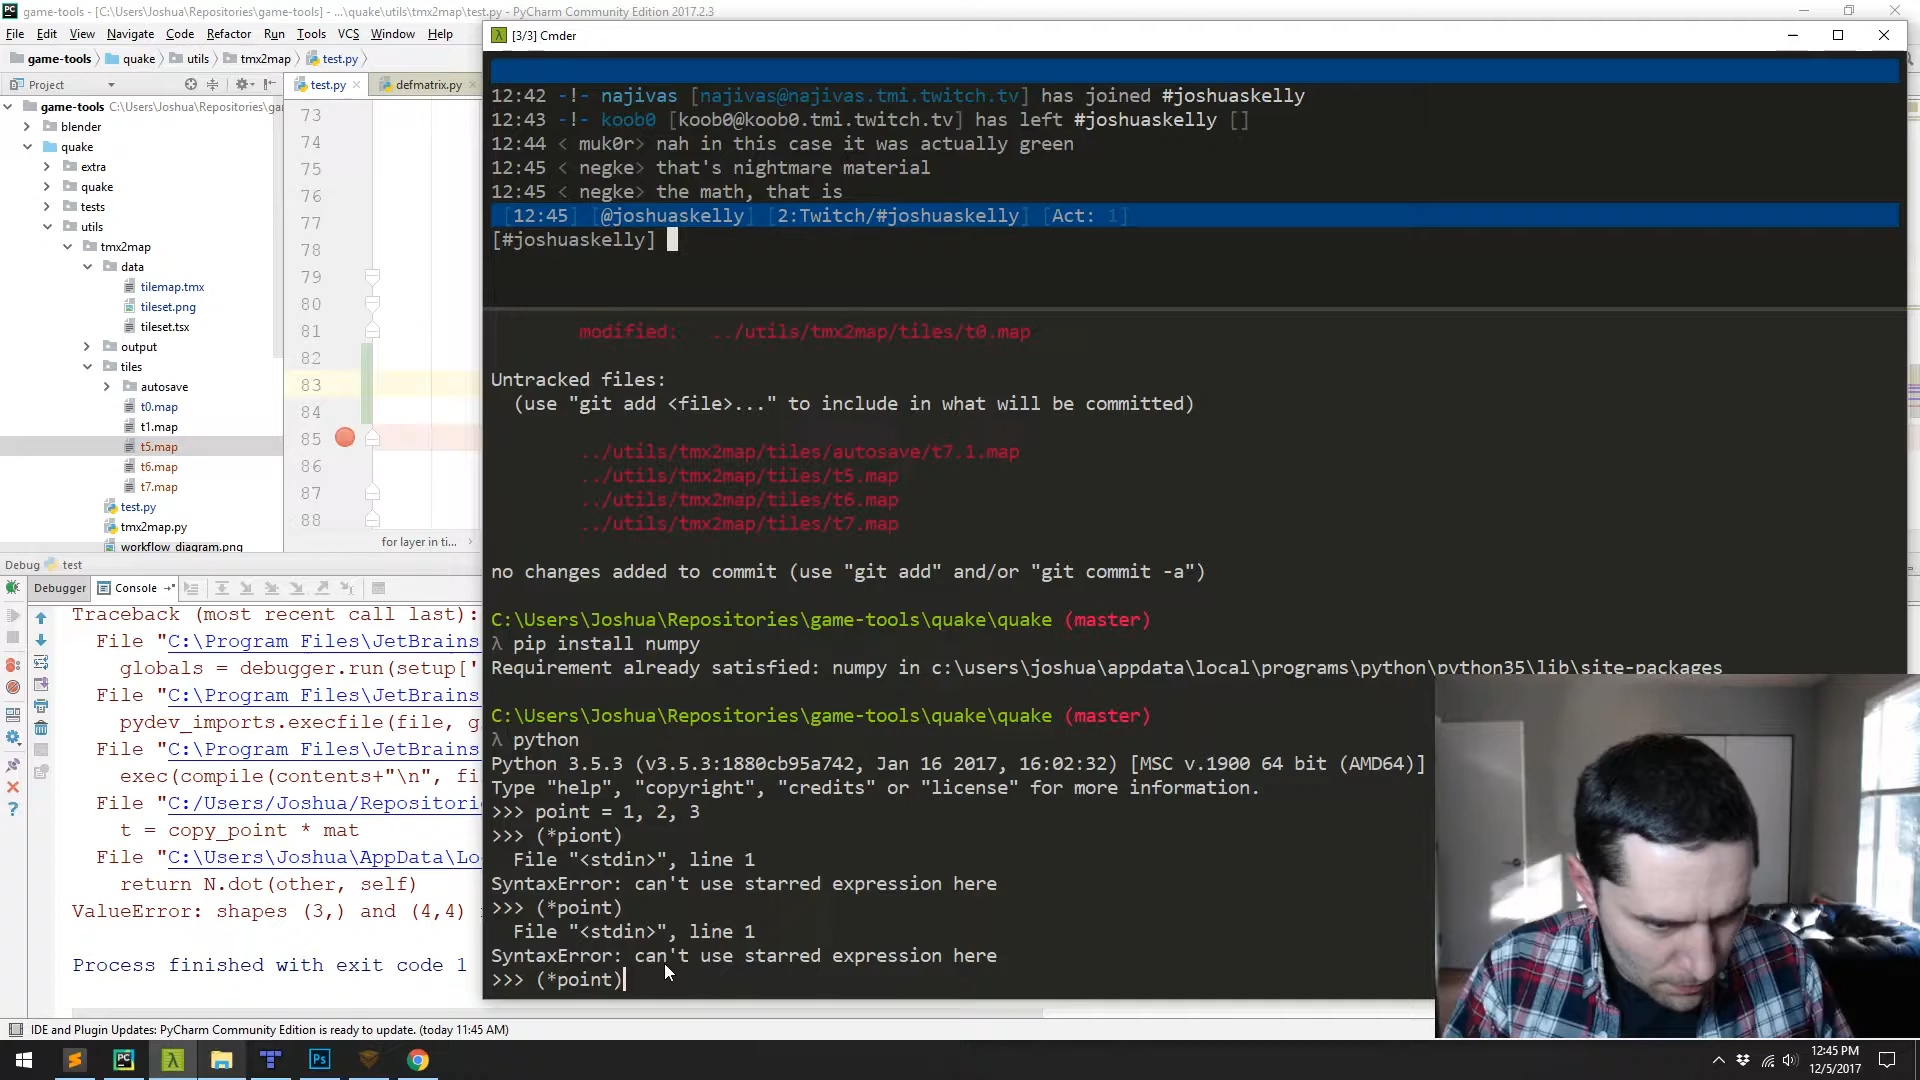 game-tools - [C:\Users\Joshua\Repositories\game-tools] - ...\quake\utils\tmx2map\test.py - PyCharm Community Edition 2017.2.3
File Edit View Navigate Code Refactor Run Tools VCS Window Help
game-tools quake utils tmx2map test.py
Project
test.py
defmatrix.py
game-tools C:\Users\Joshua\Repositories\ga
blender
quake
extra
quake
tests
utils
tmx2map
data
tilemap.tmx
tileset.png
tileset.tsx
output
tiles
autosave
t0.map
t1.map
t5.map
t6.map
t7.map
test.py
tmx2map.py
workflow_diagram.png
73
74
75
76
77
78
79
80
81
82
83
84
85
86
87
88
for layer in ti...
[3/3] Cmder
12:42 -!- najivas [najivas@najivas.tmi.twitch.tv] has joined #joshuaskelly
12:43 -!- koob0 [koob0@koob0.tmi.twitch.tv] has left #joshuaskelly []
12:44 < muk0r> nah in this case it was actually green
12:45 < negke> that's nightmare material
12:45 < negke> the math, that is
[12:45] [@joshuaskelly] [2:Twitch/#joshuaskelly] [Act: 1]
[#joshuaskelly]
modified: ../utils/tmx2map/tiles/t0.map
Untracked files:
(use "git add <file>..." to include in what will be committed)
../utils/tmx2map/tiles/autosave/t7.1.map
../utils/tmx2map/tiles/t5.map
../utils/tmx2map/tiles/t6.map
../utils/tmx2map/tiles/t7.map
no changes added to commit (use "git add" and/or "git commit -a")
C:\Users\Joshua\Repositories\game-tools\quake\quake (master)
λ pip install numpy
Requirement already satisfied: numpy in c:\users\joshua\appdata\local\programs\python\python35\lib\site-packages
C:\Users\Joshua\Repositories\game-tools\quake\quake (master)
λ python
Python 3.5.3 (v3.5.3:1880cb95a742, Jan 16 2017, 16:02:32) [MSC v.1900 64 bit (AMD64)]
Type "help", "copyright", "credits" or "license" for more information.
>>> point = 1, 2, 3
>>> (*piont)
File "<stdin>", line 1
SyntaxError: can't use starred expression here
>>> (*point)
File "<stdin>", line 1
SyntaxError: can't use starred expression here
>>> (*point)
Debug test
Debugger Console
Traceback (most recent call last):
File "C:\Program Files\JetBrains
globals = debugger.run(setup['
File "C:\Program Files\JetBrains
pydev_imports.execfile(file, g
File "C:\Program Files\JetBrains
exec(compile(contents+"\n", fi
File "C:/Users/Joshua/Repositorie
t = copy_point * mat
File "C:\Users\Joshua\AppData\Lo
return N.dot(other, self)
ValueError: shapes (3,) and (4,4)
Process finished with exit code 1
IDE and Plugin Updates: PyCharm Community Edition is ready to update. (today 11:45 AM)
12:45 PM
12/5/2017